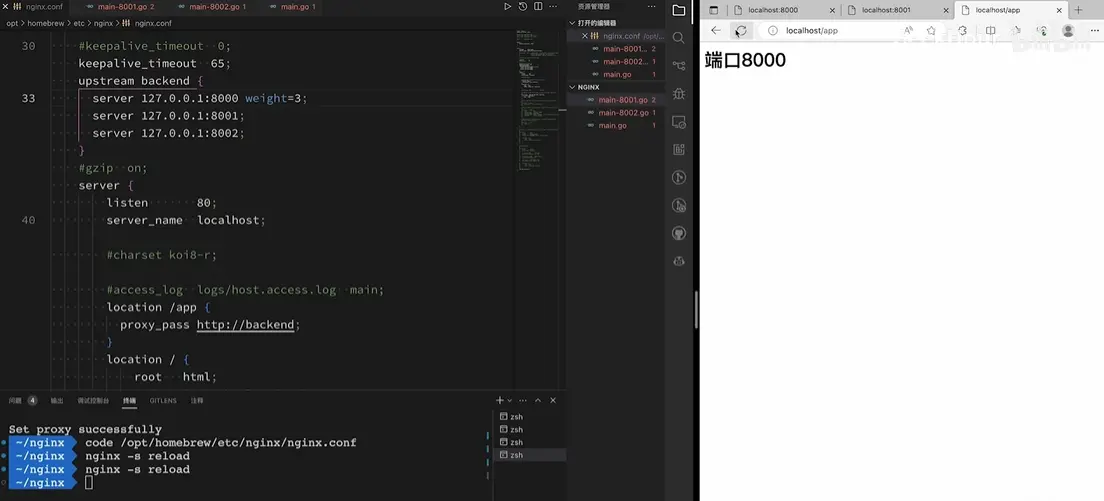 nginx.conf main-8001.go 2 main-8002.go 1 main.go 1
opt > homebrew > etc > nginx > nginx.conf
30 #keepalive_timeout 0;
keepalive_timeout 65;
upstream backend {
33 server 127.0.0.1:8000 weight=3;
server 127.0.0.1:8001;
server 127.0.0.1:8002;
}
#gzip on;
server {
listen 80;
40 server_name localhost;
#charset koi8-r;
#access_log logs/host.access.log main;
location /app {
proxy_pass http://backend;
}
location / {
root html;
问题 4 输出 调试控制台 终端 GITLENS 注释
Set proxy successfully
~/nginx code /opt/homebrew/etc/nginx/nginx.conf
~/nginx nginx -s reload
~/nginx nginx -s reload
~/nginx
zsh
zsh
zsh
zsh
资源管理器
打开的编辑器
nginx.conf /opt/...
main-8001... 2
main-8002... 1
main.go 1
NGINX
main-8001.go 2
main-8002.go 1
main.go 1
localhost:8000 localhost:8001 localhost/app
localhost/app
端口8000